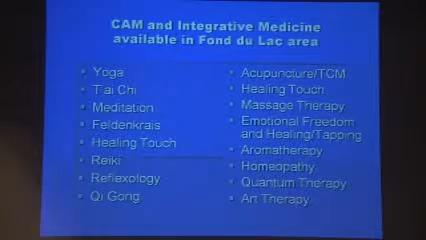 CAM and Integrative Medicine
available in Fond du Lac area
Yoga
T'ai Chi
Meditation
Feldenkrais
Healing Touch
Reiki
Reflexology
Qi Gong
Acupuncture/TCM
Healing Touch
Massage Therapy
Emotional Freedom
and Healing/Tapping
Aromatherapy
Homeopathy
Quantum Therapy
Art Therapy